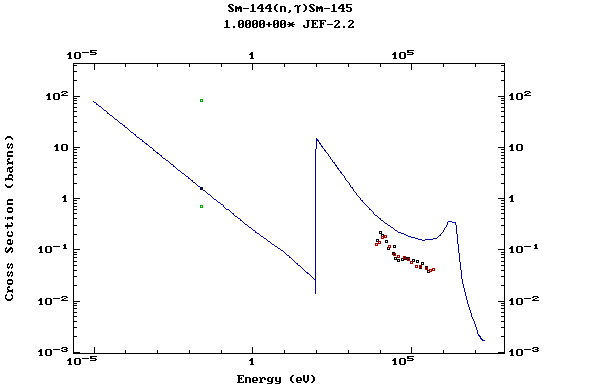 Sm-144(n,γ)Sm-145
1.0000+00* JEF-2.2
10⁻⁵ 1 10⁵
10² 10²
10 10
1 1
10⁻¹ 10⁻¹
10⁻² 10⁻²
10⁻³ 10⁻³
10⁻⁵ 1 10⁵
Cross Section (barns)
Energy (eV)